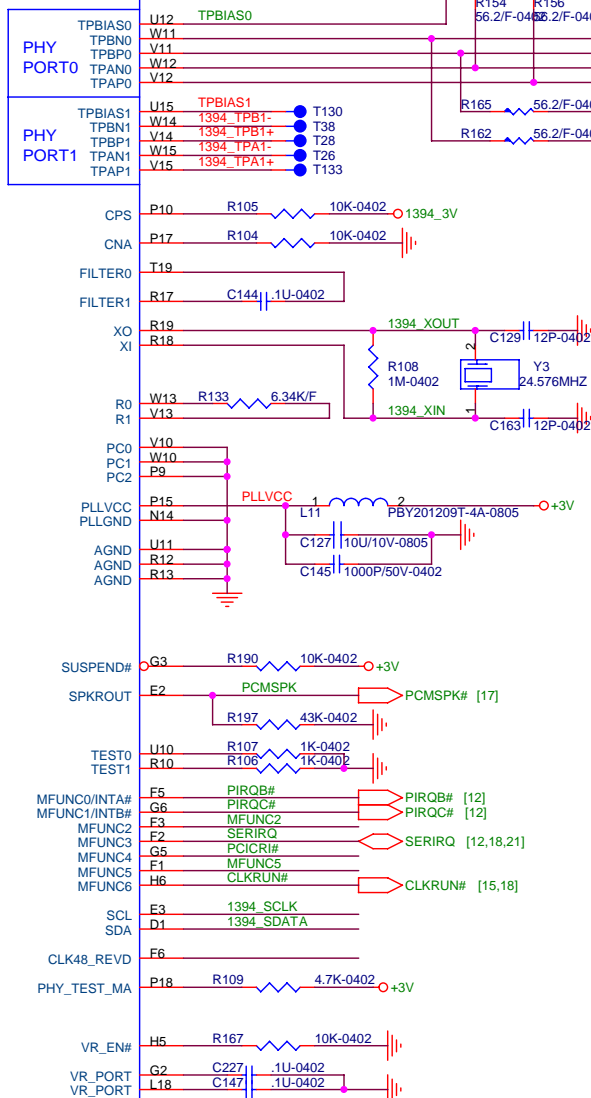 R154 R156
56.2/F-04 56.2/F-04
TPBIAS0 U12 TPBIAS0
TPBN0 W11
PHY PORT0
TPBP0 V11
TPAN0 W12
TPAP0 V12
R165 56.2/F-04
R162 56.2/F-04
TPBIAS1 U15 TPBIAS1 T130
TPBN1 W14 1394_TPB1- T38
PHY PORT1
TPBP1 V14 1394_TPB1+ T28
TPAN1 W15 1394_TPA1- T26
TPAP1 V15 1394_TPA1+ T133
CPS P10 R105 10K-0402 1394_3V
CNA P17 R104 10K-0402
FILTER0 T19
FILTER1 R17 C144 .1U-0402
XO R19 1394_XOUT C129 12P-0402
XI R18
2
R108 Y3
1M-0402 24.576MHZ
1
R0 W13 R133 6.34K/F
R1 V13 1394_XIN C163 12P-0402
PC0 V10
PC1 W10
PC2 P9
PLLVCC P15 PLLVCC 1 L11 2 PBY201209T-4A-0805 +3V
PLLGND N14
C127 10U/10V-0805
AGND U11
AGND R12
C145 1000P/50V-0402
AGND R13
SUSPEND# G3 R190 10K-0402 +3V
SPKROUT E2 PCMSPK PCMSPK# [17]
R197 43K-0402
TEST0 U10 R107 1K-0402
TEST1 R10 R106 1K-0402
MFUNC0/INTA# F5 PIRQB# PIRQB# [12]
MFUNC1/INTB# G6 PIRQC# PIRQC# [12]
MFUNC2 F3 MFUNC2
MFUNC3 F2 SERIRQ SERIRQ [12,18,21]
MFUNC4 G5 PCICRI#
MFUNC5 F1 MFUNC5
MFUNC6 H6 CLKRUN# CLKRUN# [15,18]
SCL E3 1394_SCLK
SDA D1 1394_SDATA
CLK48_REVD F6
PHY_TEST_MA P18 R109 4.7K-0402 +3V
VR_EN# H5 R167 10K-0402
VR_PORT G2 C227 .1U-0402
VR_PORT L18 C147 .1U-0402